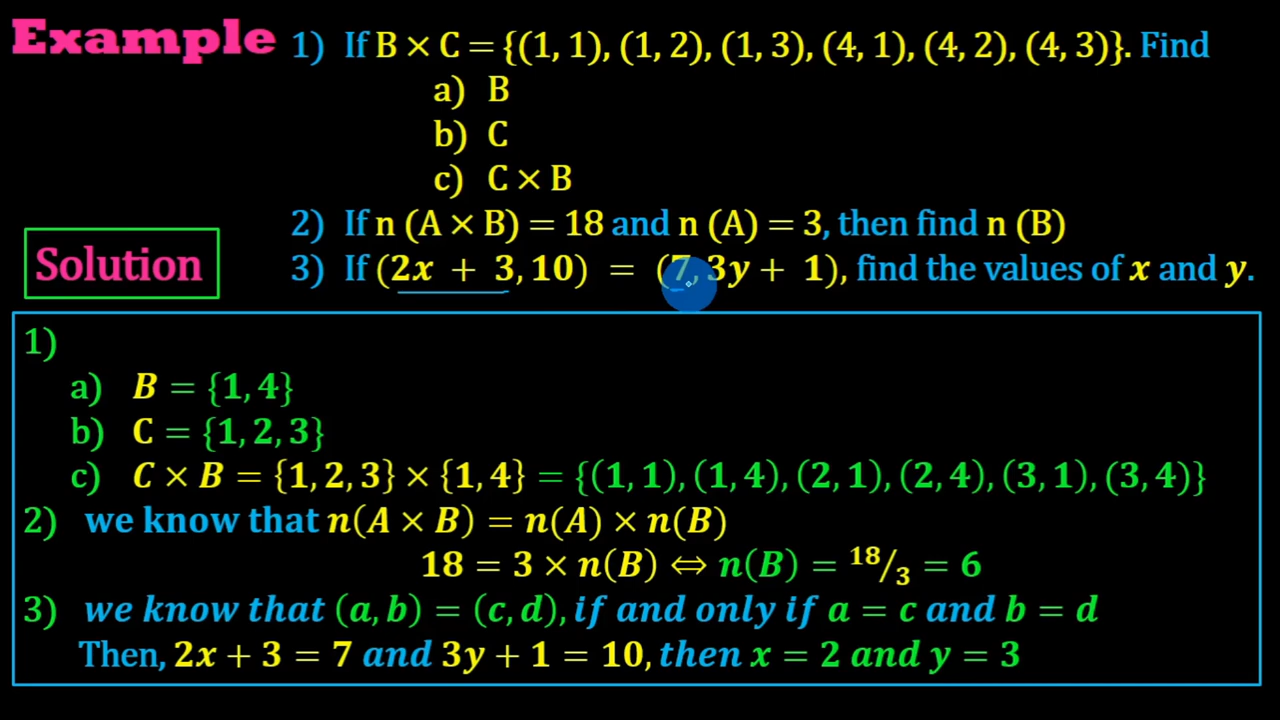 Example 1) If B × C = {(1, 1), (1, 2), (1, 3), (4, 1), (4, 2), (4, 3)}. Find
a) B
b) C
c) C × B
2) If n (A × B) = 18 and n (A) = 3, then find n (B)
Solution
3) If (2x + 3, 10) = (7, 3y + 1), find the values of x and y.
1)
a) B = {1, 4}
b) C = {1, 2, 3}
c) C × B = {1, 2, 3} × {1, 4} = {(1, 1), (1, 4), (2, 1), (2, 4), (3, 1), (3, 4)}
2) we know that n(A × B) = n(A) × n(B)
18 = 3 × n(B) ⇔ n(B) = 18/3 = 6
3) we know that (a, b) = (c, d), if and only if a = c and b = d
Then, 2x + 3 = 7 and 3y + 1 = 10, then x = 2 and y = 3